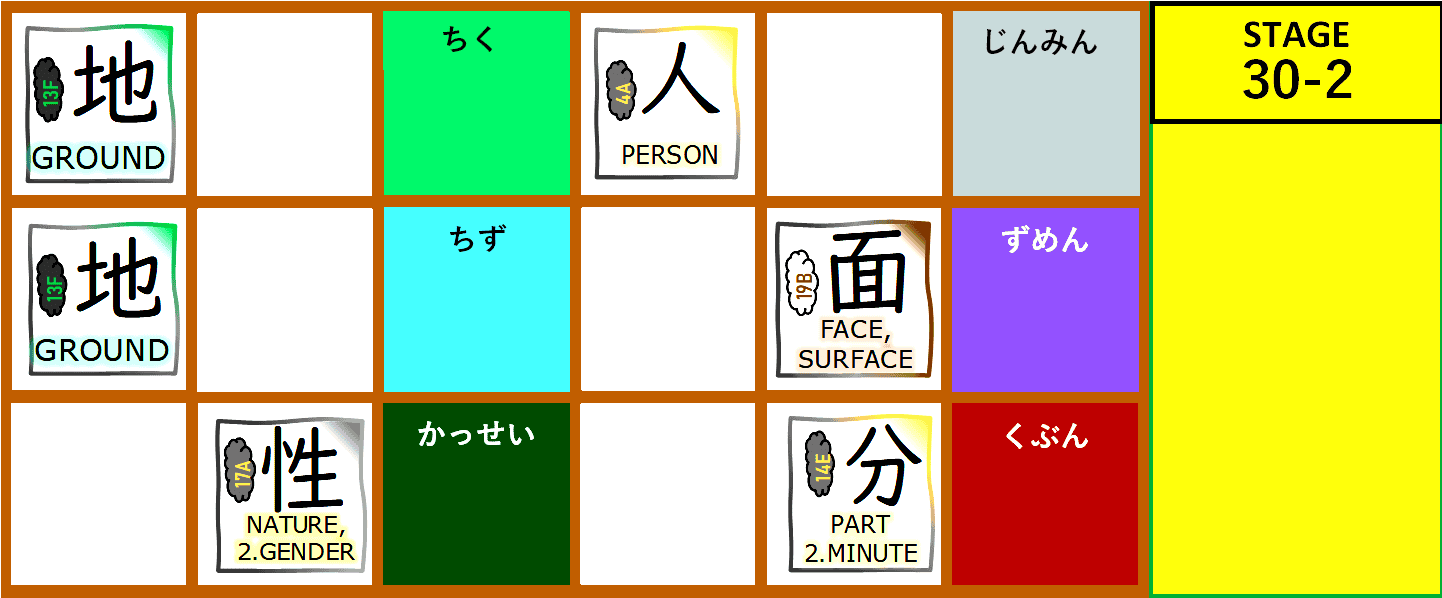 13F
地
GROUND
ちく
4A
人
PERSON
じんみん
STAGE
30-2
13F
地
GROUND
ちず
19B
面
FACE,
SURFACE
ずめん
17A
性
NATURE,
2.GENDER
かっせい
14E
分
PART
2.MINUTE
くぶん